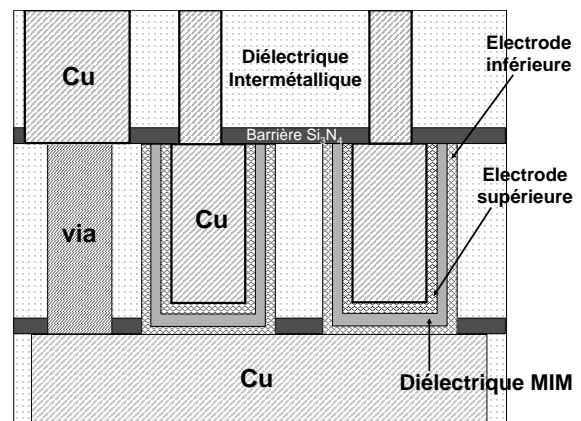 Diélectrique
Intermétallique
Electrode
inférieure
Cu
Barrière Si3N4
Electrode
supérieure
via
Cu
Cu
Diélectrique MIM